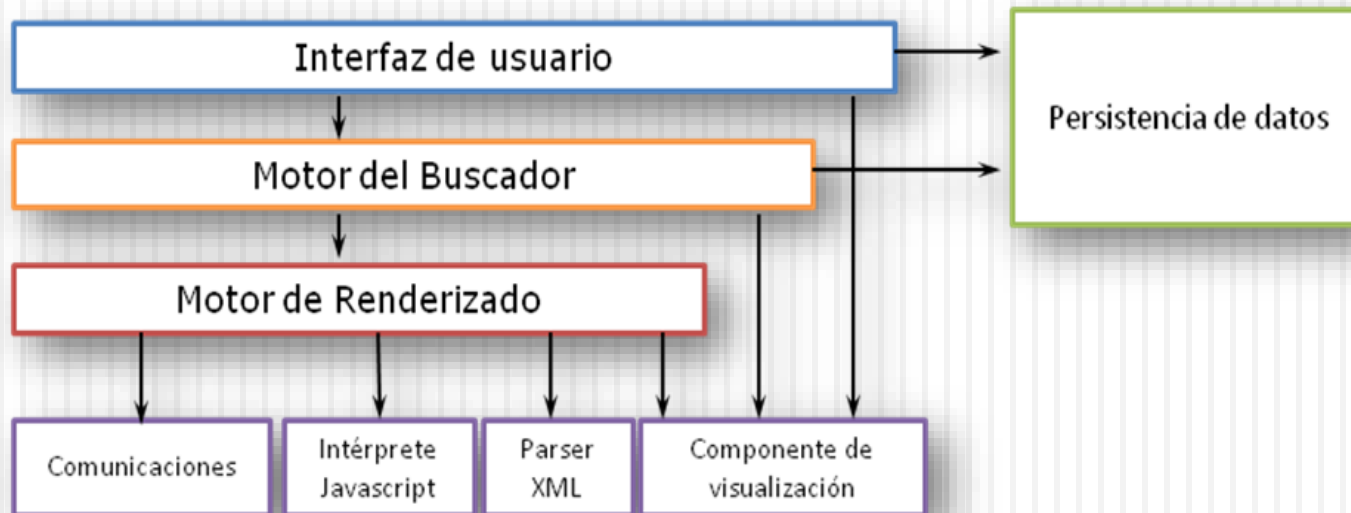 Interfaz de usuario
Persistencia de datos
Motor del Buscador
Motor de Renderizado
Comunicaciones
Intérprete
Javascript
Parser
XML
Componente de
visualización